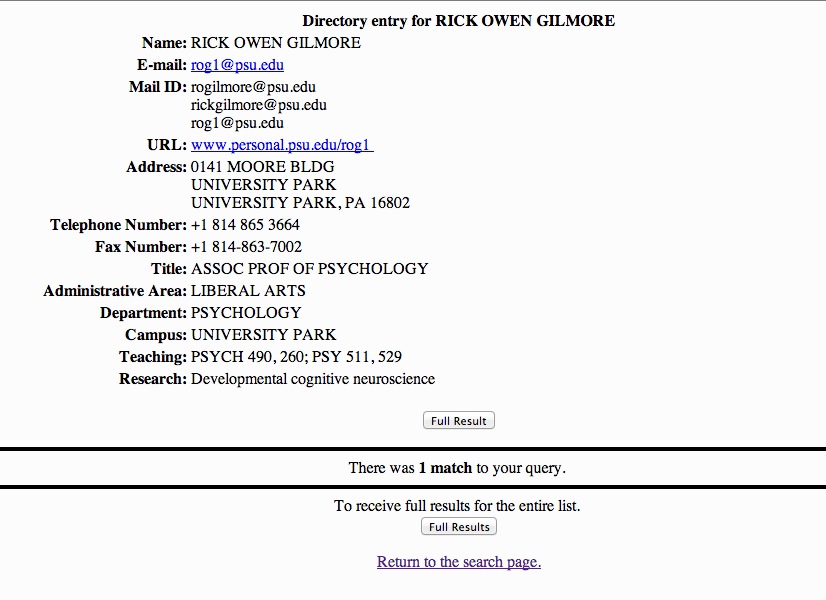 Directory entry for RICK OWEN GILMORE
Name: RICK OWEN GILMORE
E-mail: rog1@psu.edu
Mail ID: rogilmore@psu.edu
rickgilmore@psu.edu
rog1@psu.edu
URL: www.personal.psu.edu/rog1
Address: 0141 MOORE BLDG
UNIVERSITY PARK
UNIVERSITY PARK, PA 16802
Telephone Number: +1 814 865 3664
Fax Number: +1 814-863-7002
Title: ASSOC PROF OF PSYCHOLOGY
Administrative Area: LIBERAL ARTS
Department: PSYCHOLOGY
Campus: UNIVERSITY PARK
Teaching: PSYCH 490, 260; PSY 511, 529
Research: Developmental cognitive neuroscience
Full Result
There was 1 match to your query.
To receive full results for the entire list.
Full Results
Return to the search page.